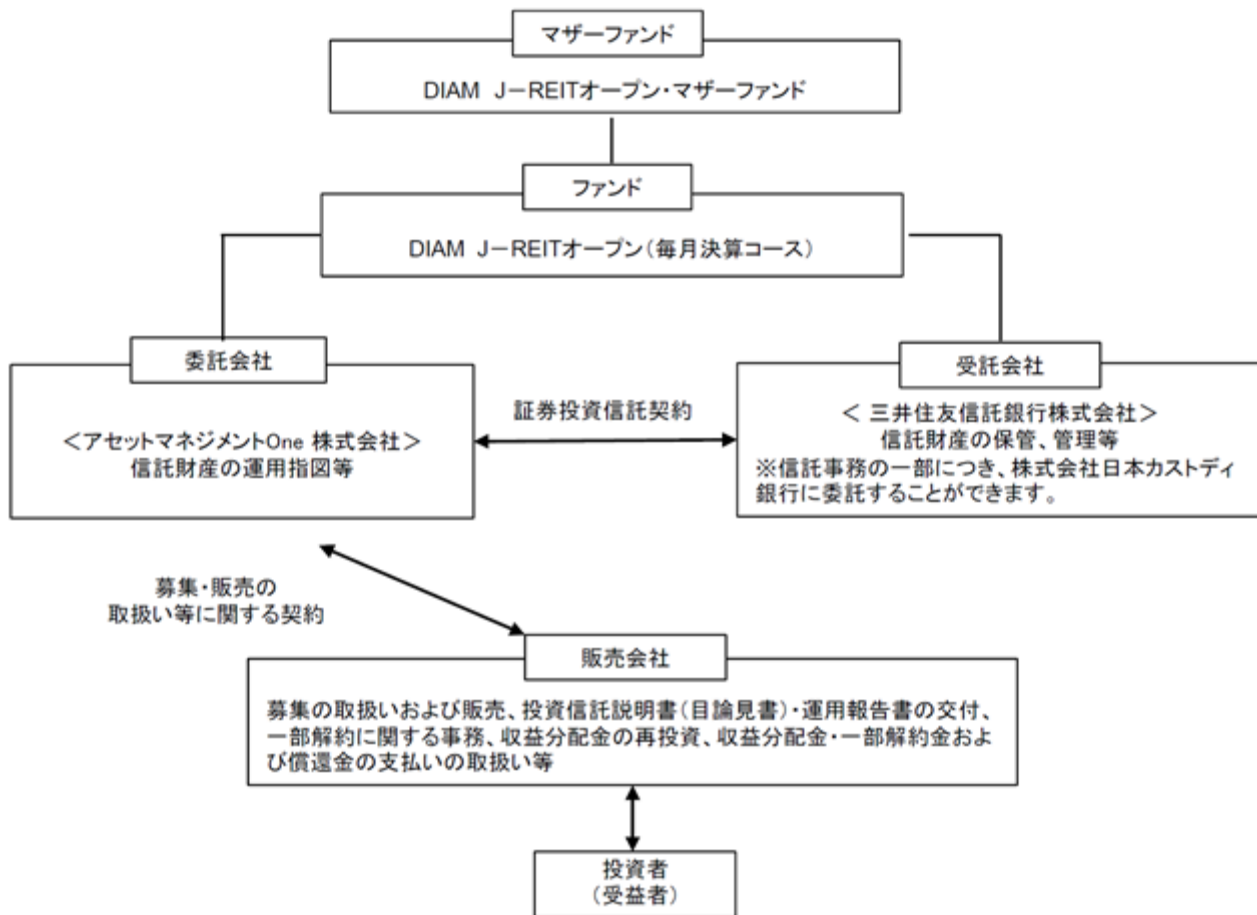 マザーファンド
DIAM J－REITオープン・マザーファンド
ファンド
DIAM J－REITオープン（毎月決算コース）
委託会社
＜アセットマネジメントOne 株式会社＞
信託財産の運用指図等
証券投資信託契約
受託会社
＜ 三井住友信託銀行株式会社＞
信託財産の保管、管理等
※信託事務の一部につき、株式会社日本カストディ
銀行に委託することができます。
募集・販売の
取扱い等に関する契約
販売会社
募集の取扱いおよび販売、投資信託説明書（目論見書）・運用報告書の交付、
一部解約に関する事務、収益分配金の再投資、収益分配金・一部解約金およ
び償還金の支払いの取扱い等
投資者
（受益者）